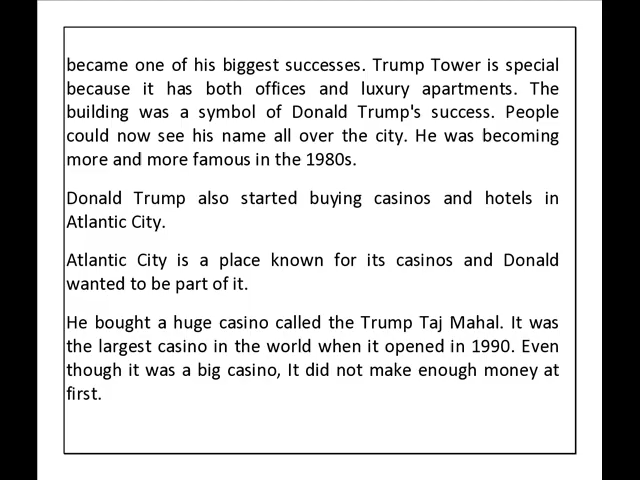 became one of his biggest successes. Trump Tower is special
because it has both offices and luxury apartments. The
building was a symbol of Donald Trump's success. People
could now see his name all over the city. He was becoming
more and more famous in the 1980s.
Donald Trump also started buying casinos and hotels in
Atlantic City.
Atlantic City is a place known for its casinos and Donald
wanted to be part of it.
He bought a huge casino called the Trump Taj Mahal. It was
the largest casino in the world when it opened in 1990. Even
though it was a big casino, It did not make enough money at
first.